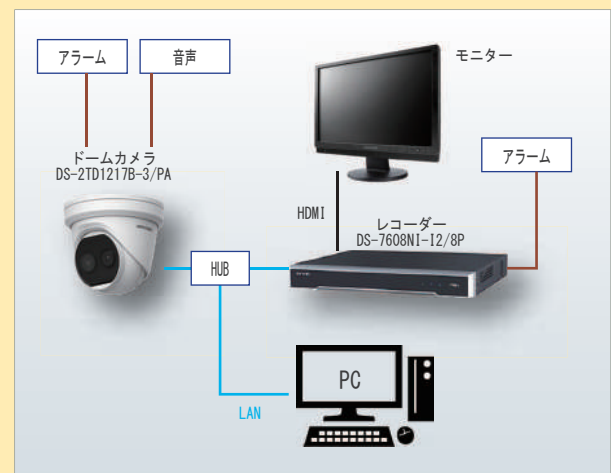 アラーム
音声
モニター
ドームカメラ
DS-2TD1217B-3/PA
アラーム
HDMI
レコーダー
DS-7608NI-I2/8P
HUB
PC
LAN